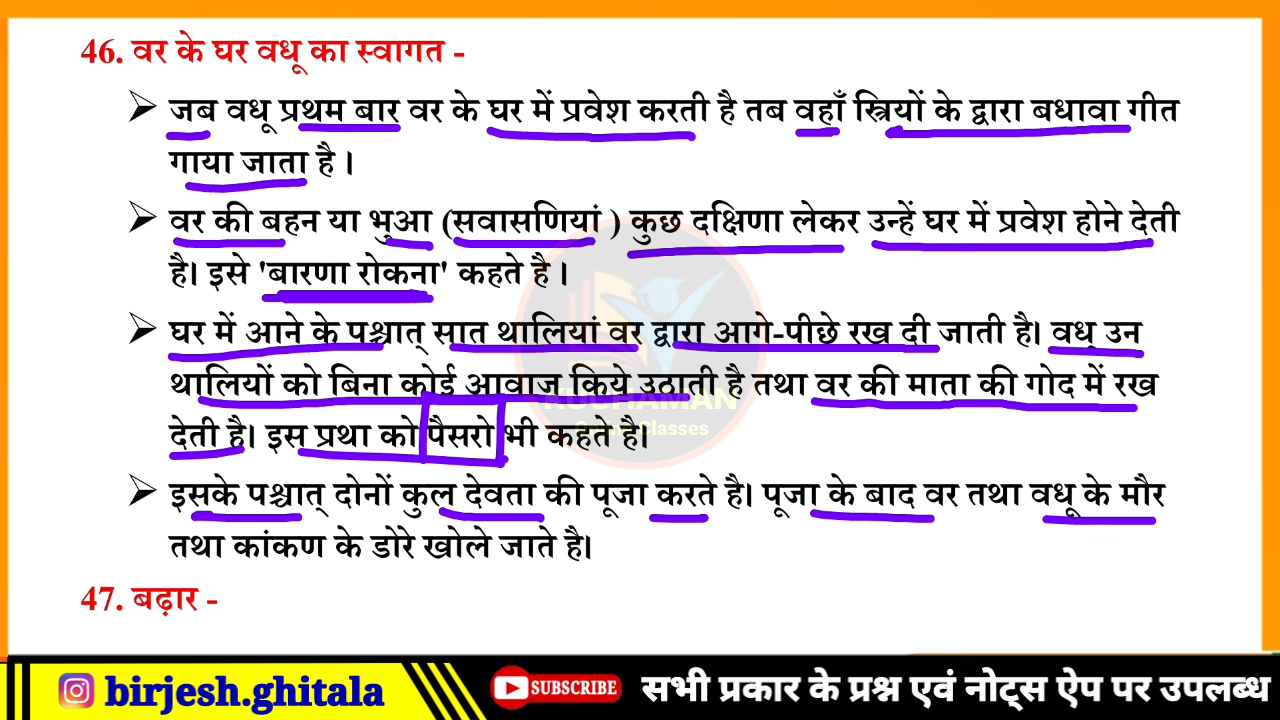 46. वर के घर वधू का स्वागत -
➢ जब वधू प्रथम बार वर के घर में प्रवेश करती है तब वहाँ स्त्रियों के द्वारा बधावा गीत
गाया जाता है ।
➢ वर की बहन या भुआ (सवासणियां ) कुछ दक्षिणा लेकर उन्हें घर में प्रवेश होने देती
है। इसे 'बारणा रोकना' कहते है ।
➢ घर में आने के पश्चात् सात थालियां वर द्वारा आगे-पीछे रख दी जाती है। वधू उन
थालियों को बिना कोई आवाज किये उठाती है तथा वर की माता की गोद में रख
देती है। इस प्रथा को पैसरो भी कहते है।
➢ इसके पश्चात् दोनों कुल देवता की पूजा करते है। पूजा के बाद वर तथा वधू के मौर
तथा कांकण के डोरे खोले जाते है।
47. बढ़ार -
KUCHAMAN
Online Classes
birjesh.ghitala
SUBSCRIBE
सभी प्रकार के प्रश्न एवं नोट्स ऐप पर उपलब्ध